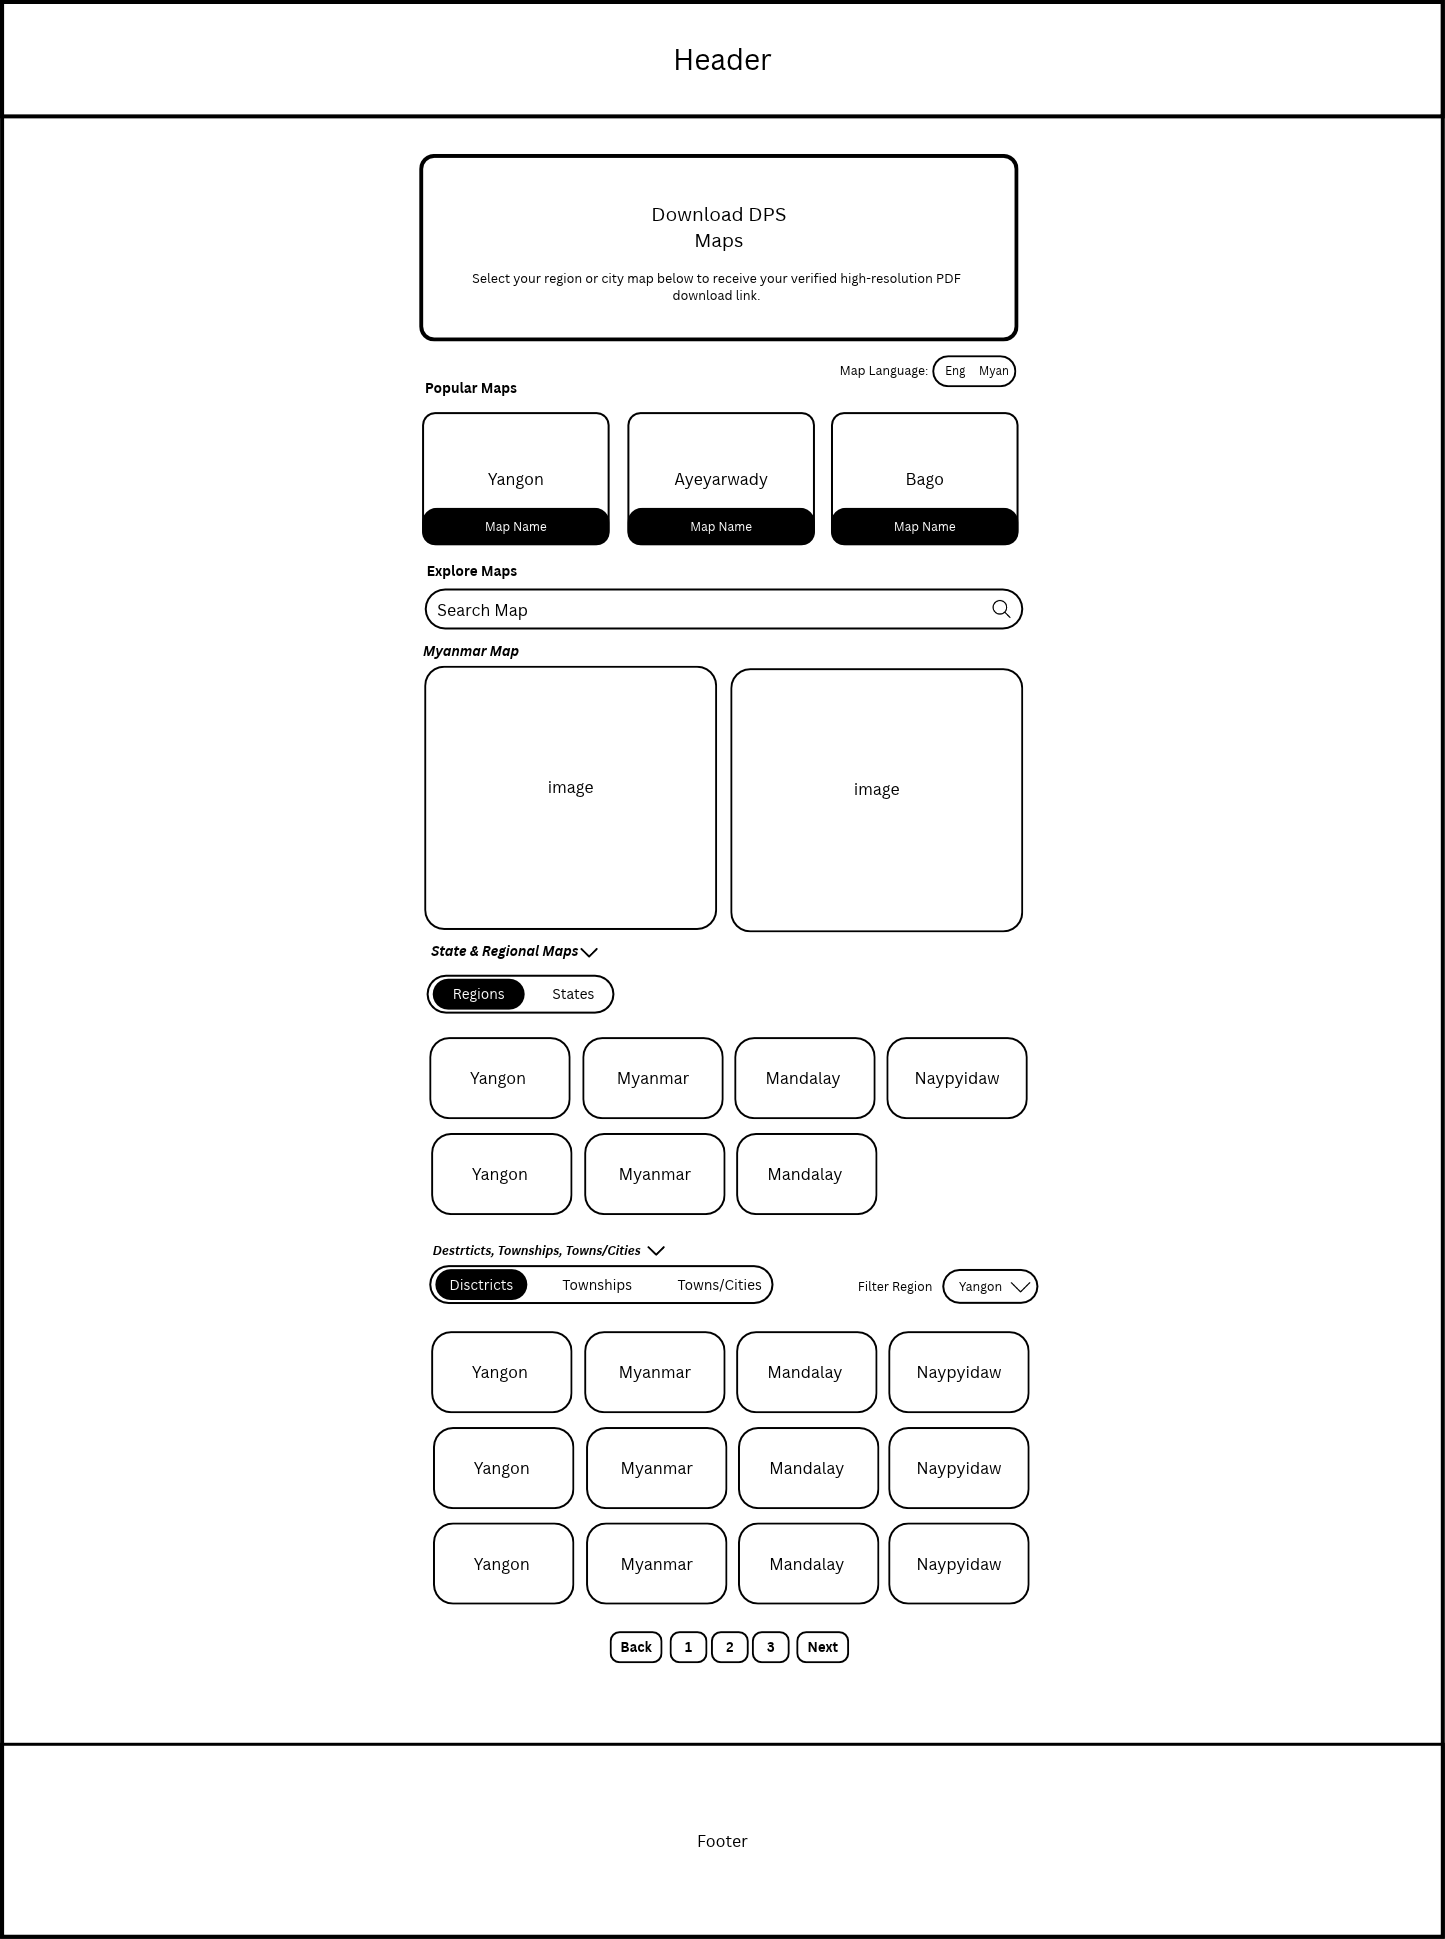 Header
Download DPS
Maps
Select your region or city map below to receive your verified high-resolution PDF
download link.
Map Language: Eng Myan
Popular Maps
Yangon Ayeyarwady Bago
Map Name Map Name Map Name
Explore Maps
Search Map
Myanmar Map
image image
State & Regional Maps
Regions States
Yangon Myanmar Mandalay Naypyidaw
Yangon Myanmar Mandalay
Destrticts, Townships, Towns/Cities
Disctricts Townships Towns/Cities Filter Region Yangon
Yangon Myanmar Mandalay Naypyidaw
Yangon Myanmar Mandalay Naypyidaw
Yangon Myanmar Mandalay Naypyidaw
Back 1 2 3 Next
Footer